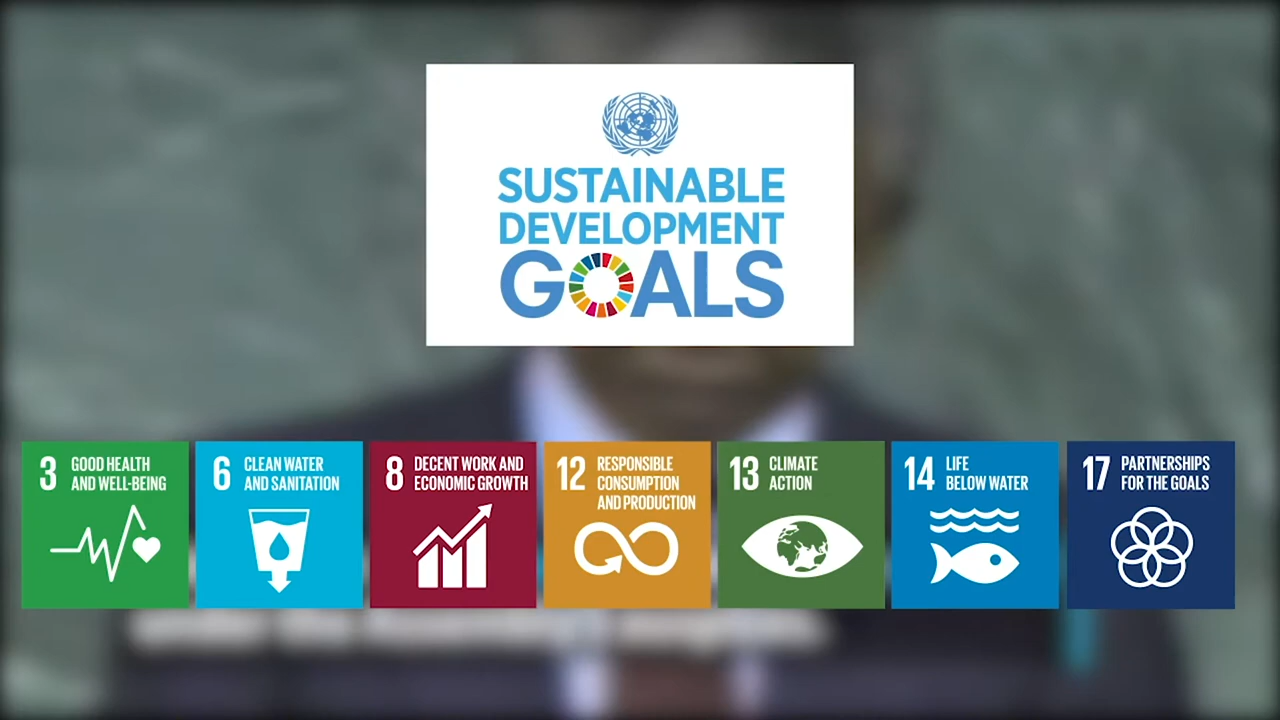 SUSTAINABLE
DEVELOPMENT
GOALS
3 GOOD HEALTH
AND WELL-BEING
6 CLEAN WATER
AND SANITATION
8 DECENT WORK AND
ECONOMIC GROWTH
12 RESPONSIBLE
CONSUMPTION
AND PRODUCTION
13 CLIMATE
ACTION
14 LIFE
BELOW WATER
17 PARTNERSHIPS
FOR THE GOALS